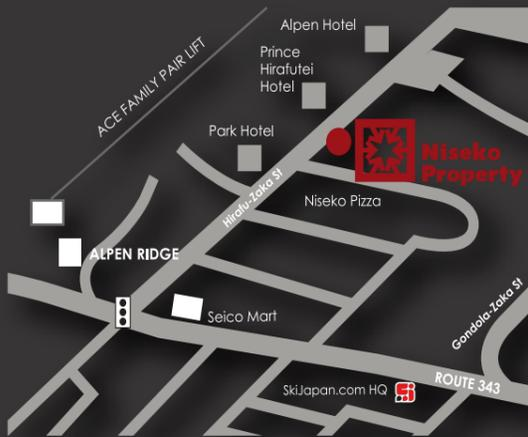 Alpen Hotel
Prince
Hirafutei
Hotel
ACE FAMILY PAIR LIFT
Park Hotel
Niseko
Property
Niseko Pizza
Hirafu-Zaka St
ALPEN RIDGE
Seico Mart
Gondola-Zaka St
ROUTE 343
SkiJapan.com HQ